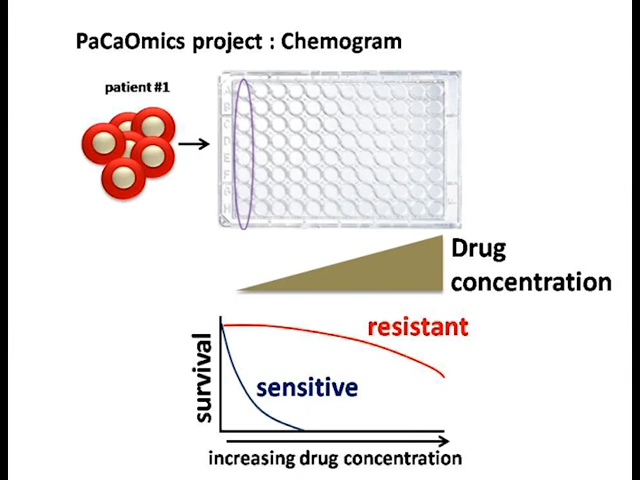 PaCaOmics project : Chemogram
patient #1
A
B
C
D
E
F
G
H
Drug
concentration
resistant
sensitive
survival
increasing drug concentration